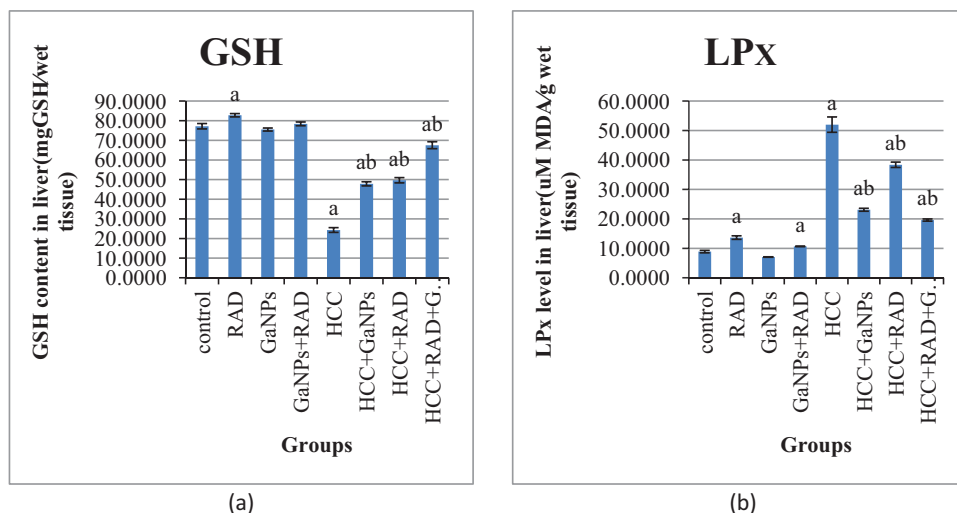 GSH
GSH content in liver(mgGSH/wet
tissue)
90.0000
80.0000
70.0000
60.0000
50.0000
40.0000
30.0000
20.0000
10.0000
0.0000
a
a
ab
ab
ab
control
RAD
GaNPs
GaNPs+RAD
HCC
HCC+GaNPs
HCC+RAD
HCC+RAD+G.
Groups
(a)
LPx
LPx level in liver(uM MDA/g wet
tissue)
60.0000
50.0000
40.0000
30.0000
20.0000
10.0000
0.0000
a
a
a
ab
ab
ab
control
RAD
GaNPs
GaNPs+RAD
HCC
HCC+GaNPs
HCC+RAD
HCC+RAD+G.
Groups
(b)